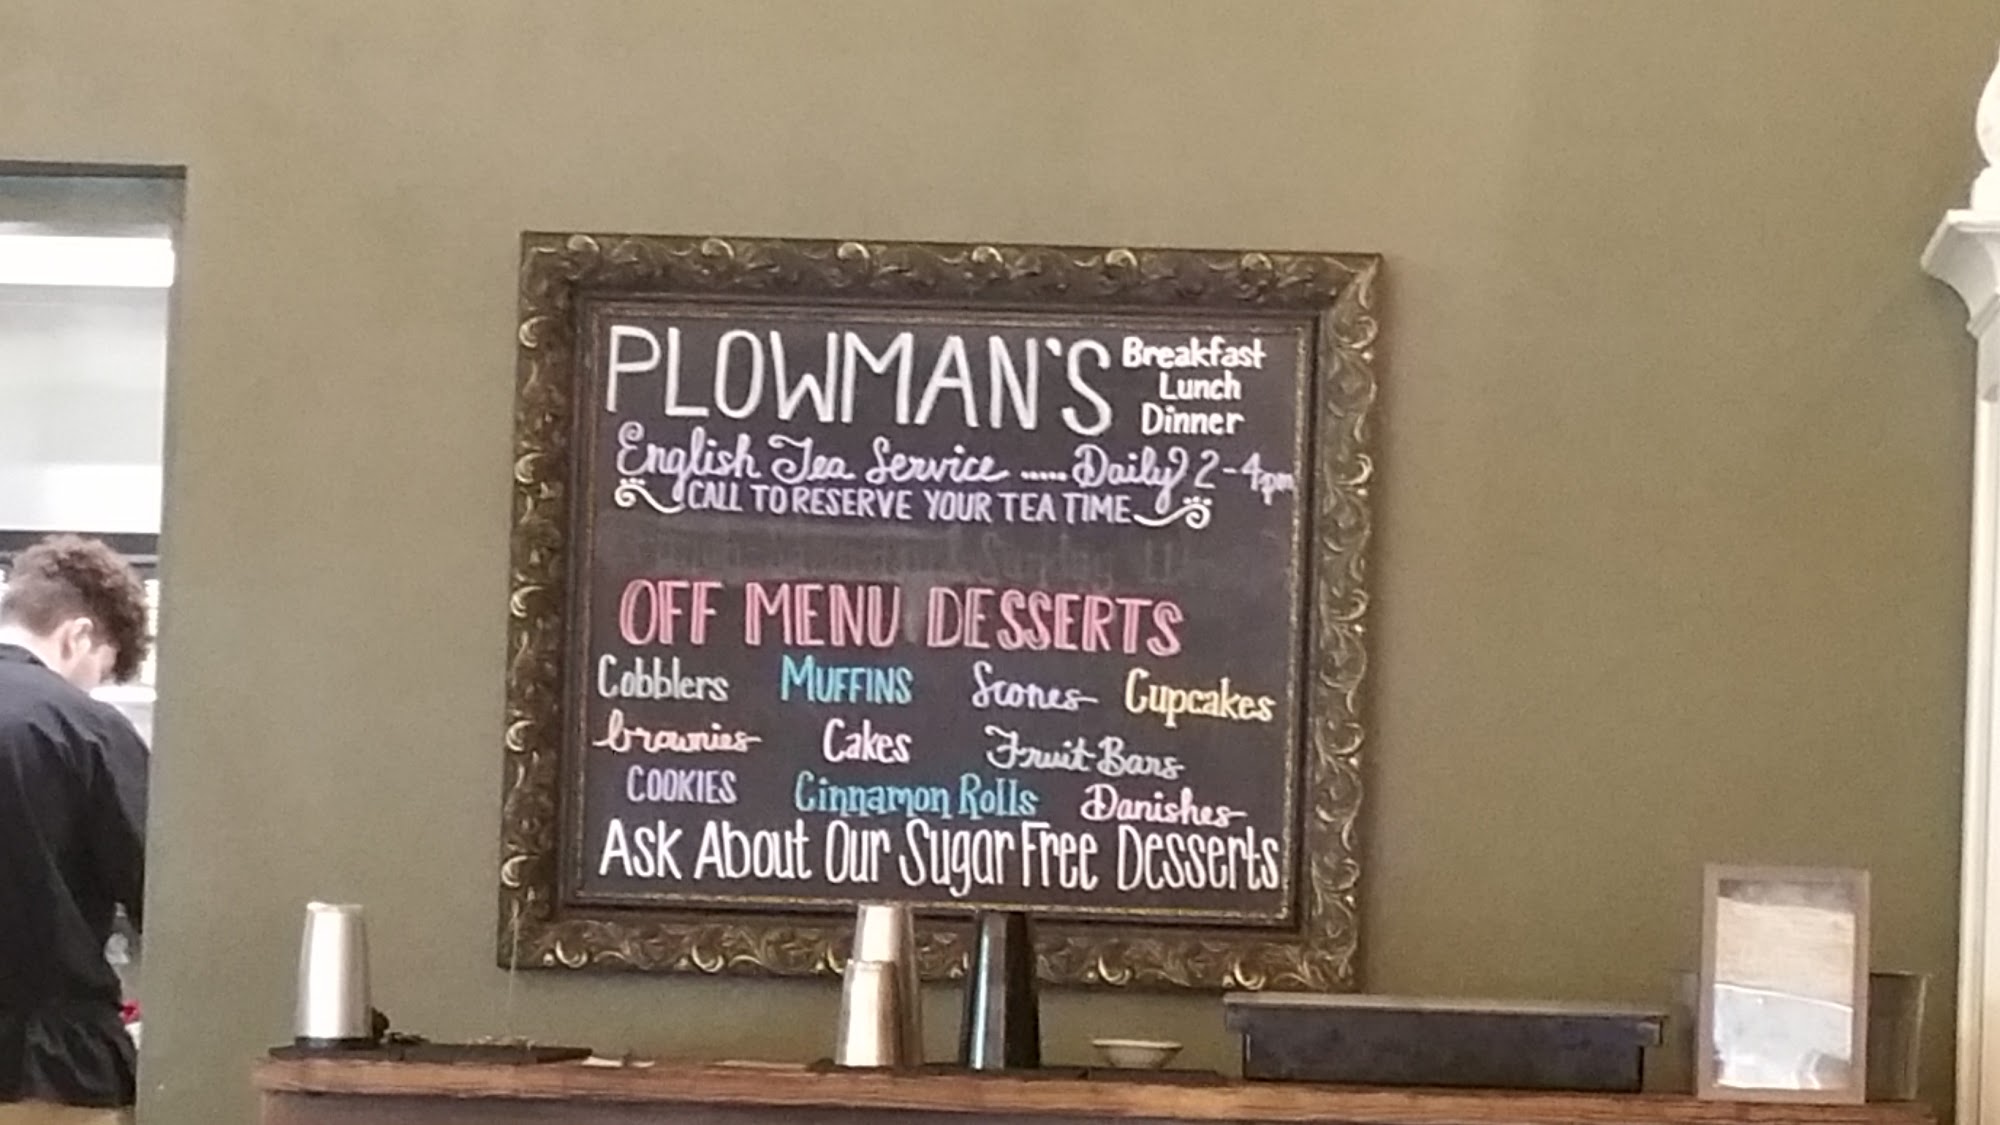 PLOWMAN'S
Breakfast
Lunch
Dinner
English Tea Service ..... Daily 2-4pm
CALL TO RESERVE YOUR TEA TIME
OFF MENU DESSERTS
Cobblers MUFFINS Scones Cupcakes
brownies Cakes Fruit Bars
COOKIES Cinnamon Rolls Danishes
Ask About Our Sugar Free Desserts